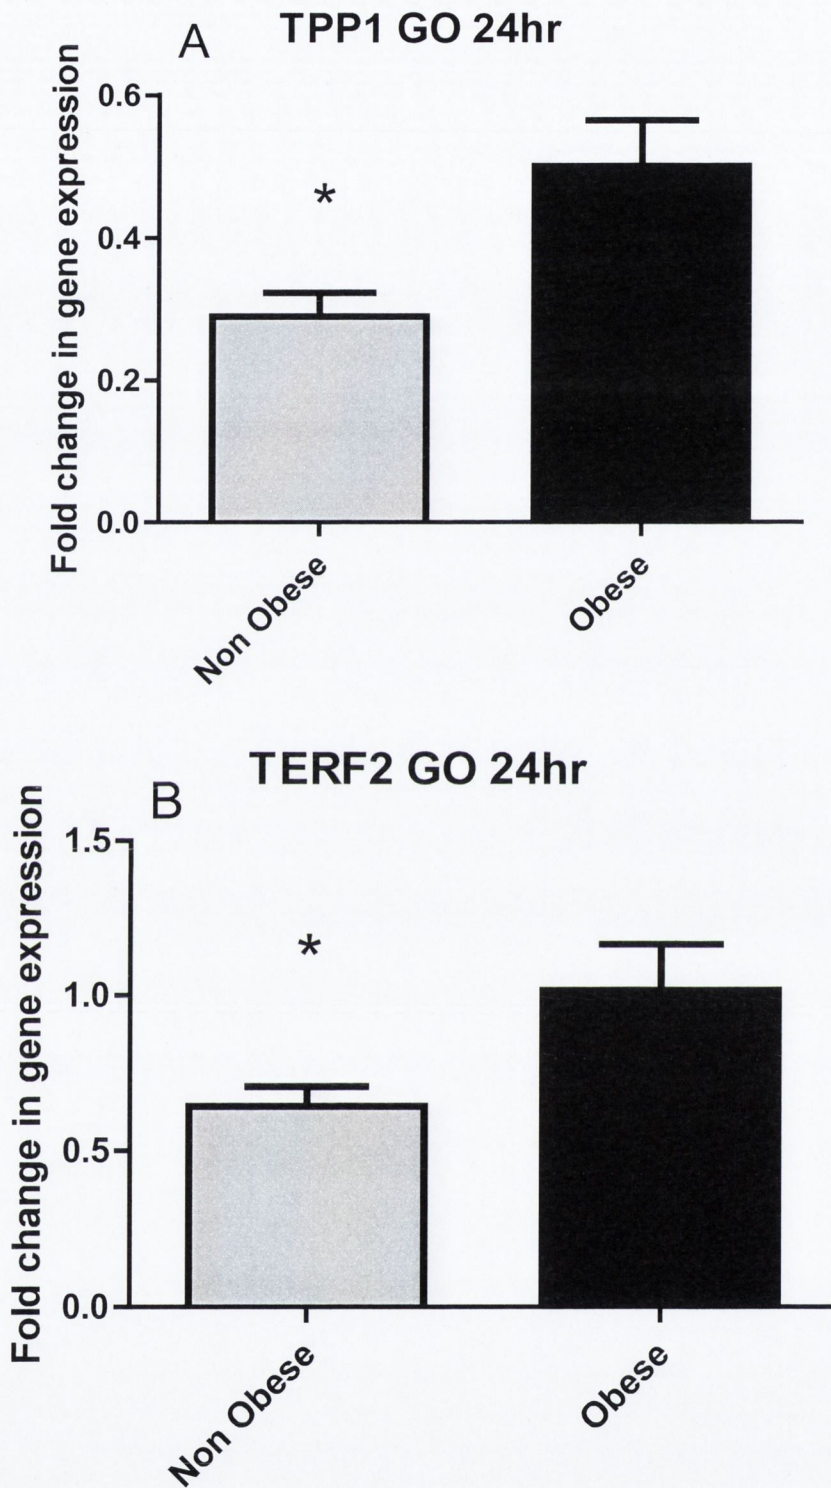 A
TPP1 GO 24hr
Fold change in gene expression
0.6
0.4
0.2
0.0
*
Non Obese
Obese
B
TERF2 GO 24hr
Fold change in gene expression
1.5
1.0
0.5
0.0
*
Non Obese
Obese